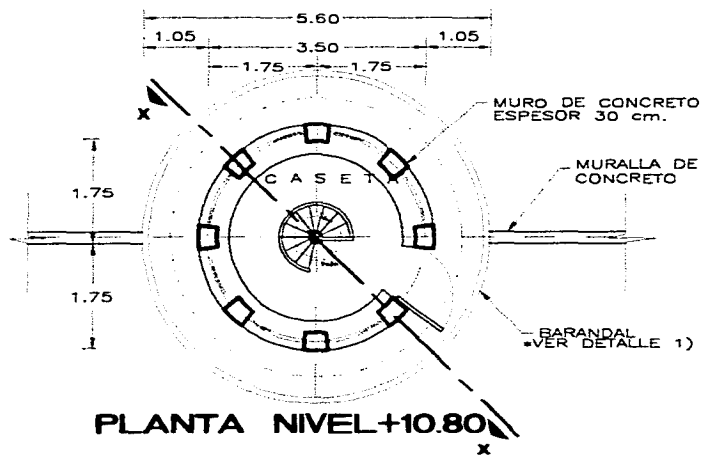 5.60
1.05 3.50 1.05
1.75 1.75
X
MURO DE CONCRETO
ESPESOR 30 cm.
CASETA
MURALLA DE
CONCRETO
1.75
1.75
BARANDAL
*VER DETALLE 1)
PLANTA NIVEL+10.80
X